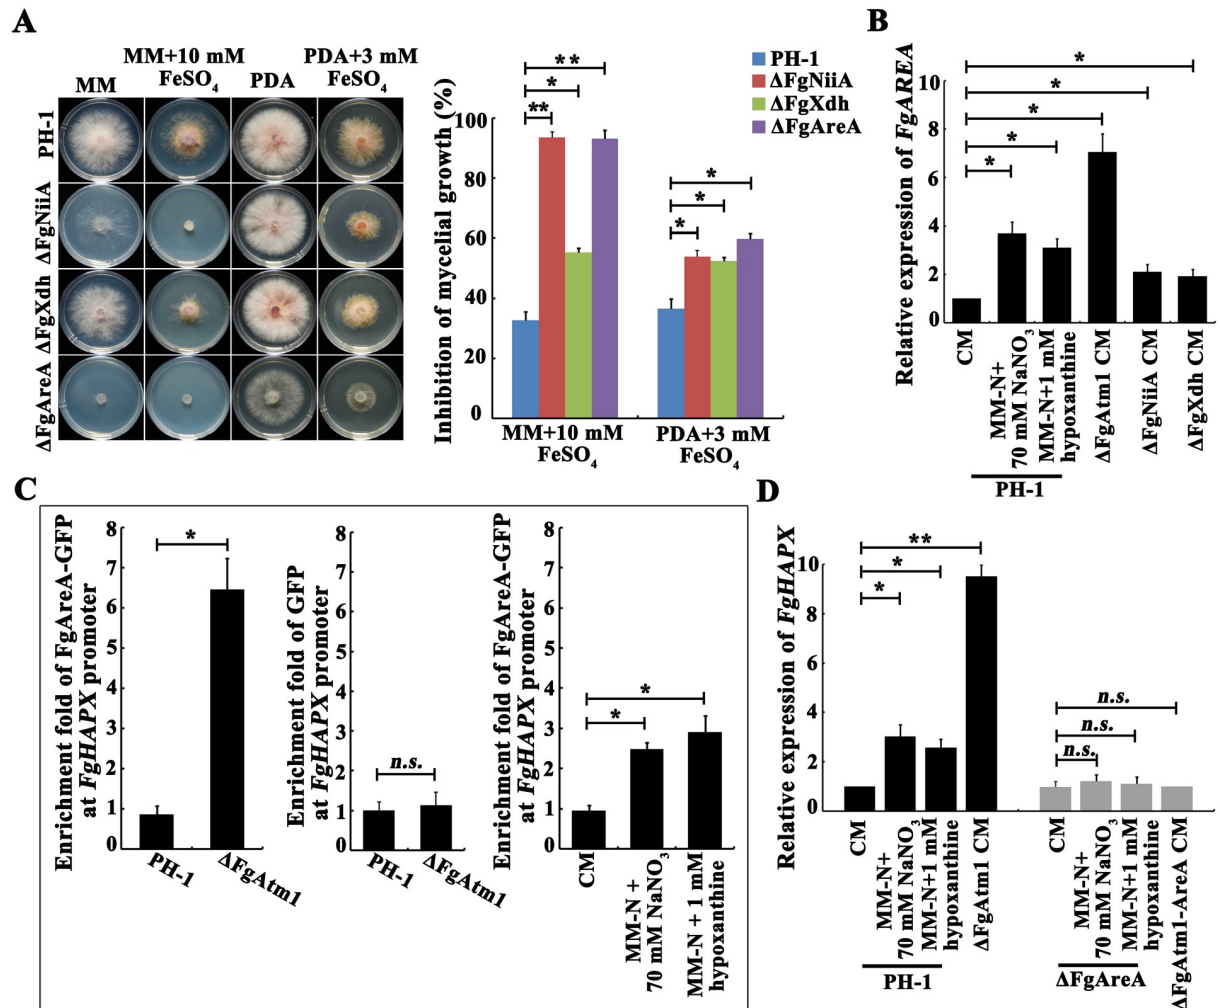 A
MM
MM+10 mM
FeSO4
PDA
PDA+3 mM
FeSO4
PH-1
ΔFgNiiA
ΔFgXdh
ΔFgAreA
Inhibition of mycelial growth (%)
100
80
60
40
20
0
**
*
**
*
*
*
MM+10 mM
FeSO4
PDA+3 mM
FeSO4
PH-1
ΔFgNiiA
ΔFgXdh
ΔFgAreA
B
Relative expression of FgAREA
10
8
6
4
2
0
*
*
*
*
*
CM
MM-N+
70 mM NaNO3
MM-N+1 mM
hypoxanthine
ΔFgAtm1 CM
ΔFgNiiA CM
ΔFgXdh CM
PH-1
C
Enrichment fold of FgAreA-GFP
at FgHAPX promoter
8
7
6
5
4
3
2
1
0
*
PH-1
ΔFgAtm1
Enrichment fold of GFP
at FgHAPX promoter
8
7
6
5
4
3
2
1
0
n.s.
PH-1
ΔFgAtm1
Enrichment fold of FgAreA-GFP
at FgHAPX promoter
8
7
6
5
4
3
2
1
0
*
*
CM
MM-N +
70 mM NaNO3
MM-N + 1 mM
hypoxanthine
D
Relative expression of FgHAPX
10
8
6
4
2
0
**
*
*
n.s.
n.s.
n.s.
CM
MM-N+
70 mM NaNO3
MM-N+1 mM
hypoxanthine
ΔFgAtm1 CM
PH-1
CM
MM-N+
70 mM NaNO3
MM-N+1 mM
hypoxanthine
ΔFgAtm1-AreA CM
ΔFgAreA